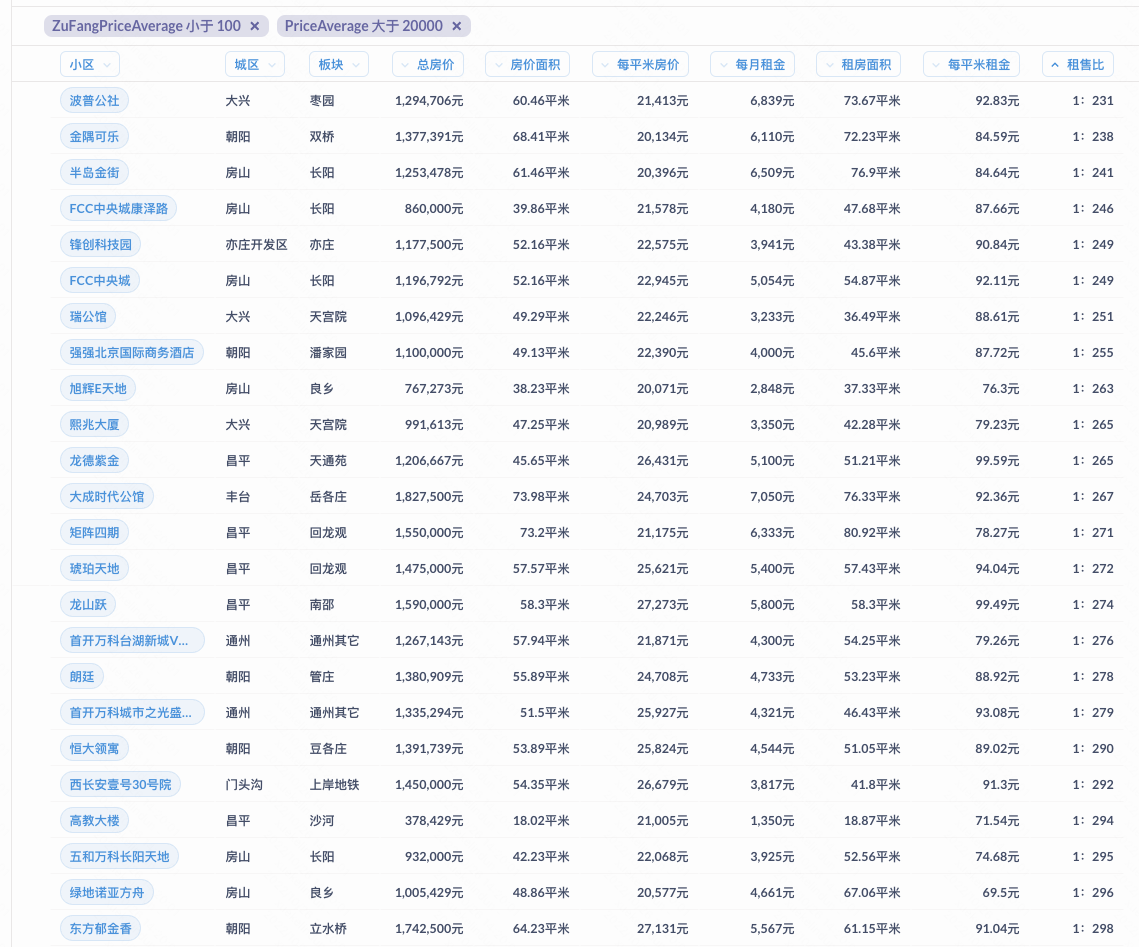 ZuFangPriceAverage 小于 100 × PriceAverage 大于 20000 ×
小区 城区 板块 总房价 房价面积 每平米房价 每月租金 租房面积 每平米租金 租售比
波普公社 大兴 枣园 1,294,706元 60.46平米 21,413元 6,839元 73.67平米 92.83元 1：231
金隅可乐 朝阳 双桥 1,377,391元 68.41平米 20,134元 6,110元 72.23平米 84.59元 1：238
半岛金街 房山 长阳 1,253,478元 61.46平米 20,396元 6,509元 76.9平米 84.64元 1：241
FCC中央城康泽路 房山 长阳 860,000元 39.86平米 21,578元 4,180元 47.68平米 87.66元 1：246
锋创科技园 亦庄开发区 亦庄 1,177,500元 52.16平米 22,575元 3,941元 43.38平米 90.84元 1：249
FCC中央城 房山 长阳 1,196,792元 52.16平米 22,945元 5,054元 54.87平米 92.11元 1：249
瑞公馆 大兴 天宫院 1,096,429元 49.29平米 22,246元 3,233元 36.49平米 88.61元 1：251
强强北京国际商务酒店 朝阳 潘家园 1,100,000元 49.13平米 22,390元 4,000元 45.6平米 87.72元 1：255
旭辉E天地 房山 良乡 767,273元 38.23平米 20,071元 2,848元 37.33平米 76.3元 1：263
熙兆大厦 大兴 天宫院 991,613元 47.25平米 20,989元 3,350元 42.28平米 79.23元 1：265
龙德紫金 昌平 天通苑 1,206,667元 45.65平米 26,431元 5,100元 51.21平米 99.59元 1：265
大成时代公馆 丰台 岳各庄 1,827,500元 73.98平米 24,703元 7,050元 76.33平米 92.36元 1：267
矩阵四期 昌平 回龙观 1,550,000元 73.2平米 21,175元 6,333元 80.92平米 78.27元 1：271
琥珀天地 昌平 回龙观 1,475,000元 57.57平米 25,621元 5,400元 57.43平米 94.04元 1：272
龙山跃 昌平 南邵 1,590,000元 58.3平米 27,273元 5,800元 58.3平米 99.49元 1：274
首开万科台湖新城V... 通州 通州其它 1,267,143元 57.94平米 21,871元 4,300元 54.25平米 79.26元 1：276
朗廷 朝阳 管庄 1,380,909元 55.89平米 24,708元 4,733元 53.23平米 88.92元 1：278
首开万科城市之光盛... 通州 通州其它 1,335,294元 51.5平米 25,927元 4,321元 46.43平米 93.08元 1：279
恒大领寓 朝阳 豆各庄 1,391,739元 53.89平米 25,824元 4,544元 51.05平米 89.02元 1：290
西长安壹号30号院 门头沟 上岸地铁 1,450,000元 54.35平米 26,679元 3,817元 41.8平米 91.3元 1：292
高教大楼 昌平 沙河 378,429元 18.02平米 21,005元 1,350元 18.87平米 71.54元 1：294
五和万科长阳天地 房山 长阳 932,000元 42.23平米 22,068元 3,925元 52.56平米 74.68元 1：295
绿地诺亚方舟 房山 良乡 1,005,429元 48.86平米 20,577元 4,661元 67.06平米 69.5元 1：296
东方郁金香 朝阳 立水桥 1,742,500元 64.23平米 27,131元 5,567元 61.15平米 91.04元 1：298